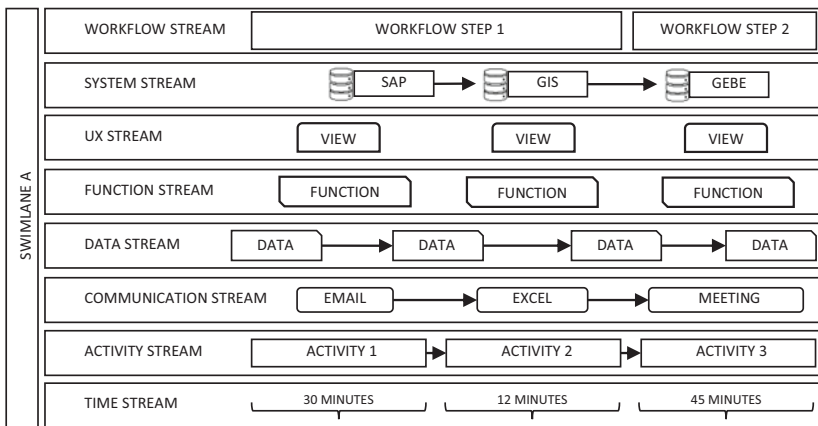 SWIMLANE A
WORKFLOW STREAM WORKFLOW STEP 1 WORKFLOW STEP 2
SYSTEM STREAM SAP GIS GEBE
UX STREAM VIEW VIEW VIEW
FUNCTION STREAM FUNCTION FUNCTION FUNCTION
DATA STREAM DATA DATA DATA DATA
COMMUNICATION STREAM EMAIL EXCEL MEETING
ACTIVITY STREAM ACTIVITY 1 ACTIVITY 2 ACTIVITY 3
TIME STREAM 30 MINUTES 12 MINUTES 45 MINUTES